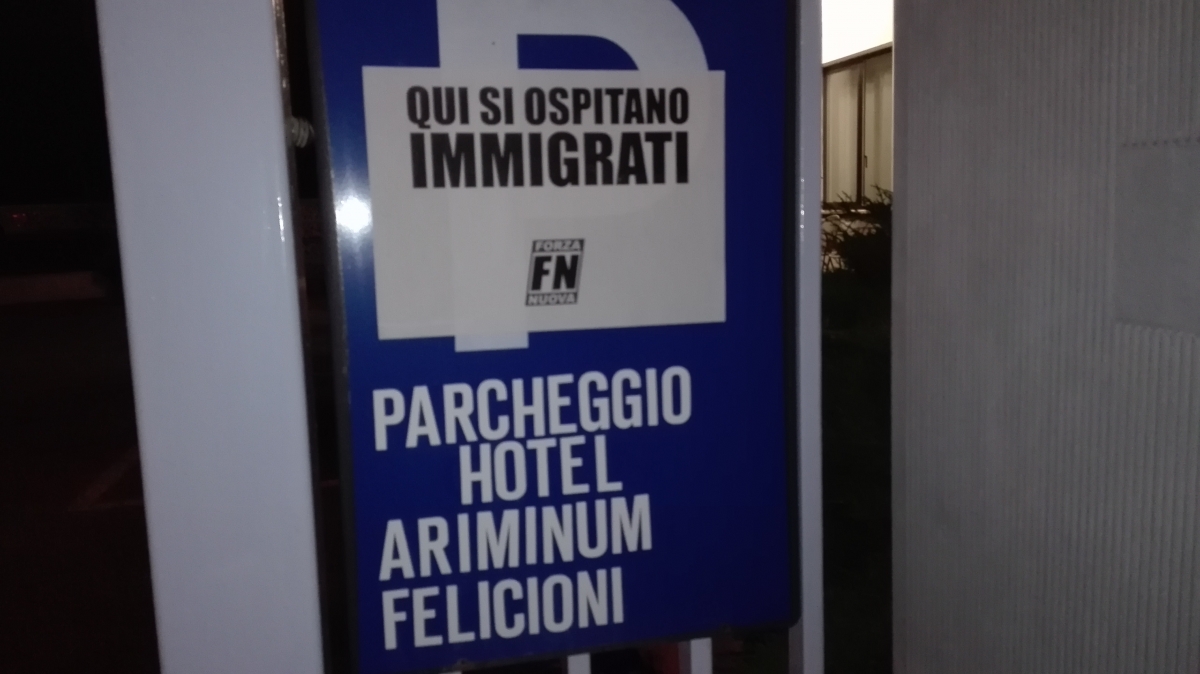 P
QUI SI OSPITANO
IMMIGRATI
FORZA
FN
NUOVA
PARCHEGGIO
HOTEL
ARIMINUM
FELICIONI